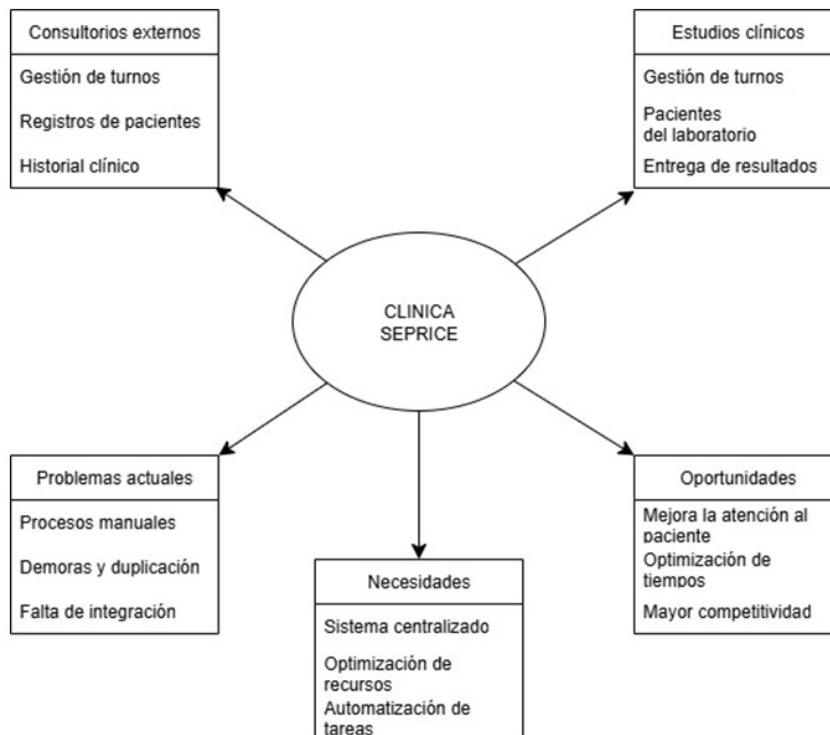 Consultorios externos
Gestión de turnos
Registros de pacientes
Historial clínico
Estudios clínicos
Gestión de turnos
Pacientes
del laboratorio
Entrega de resultados
CLINICA
SEPRICE
Problemas actuales
Procesos manuales
Demoras y duplicación
Falta de integración
Necesidades
Sistema centralizado
Optimización de
recursos
Automatización de
tareas
Oportunidades
Mejora la atención al
paciente
Optimización de
tiempos
Mayor competitividad